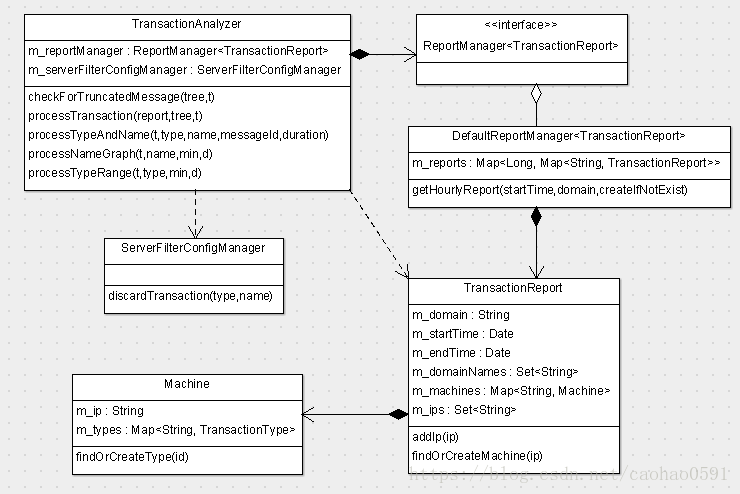 TransactionAnalyzer
m_reportManager : ReportManager<TransactionReport>
m_serverFilterConfigManager : ServerFilterConfigManager
checkForTruncatedMessage(tree,t)
processTransaction(report,tree,t)
processTypeAndName(t,type,name,messageId,duration)
processNameGraph(t,name,min,d)
processTypeRange(t,type,min,d)
<<interface>>
ReportManager<TransactionReport>
DefaultReportManager<TransactionReport>
m_reports : Map<Long, Map<String, TransactionReport>>
getHourlyReport(startTime,domain,createIfNotExist)
ServerFilterConfigManager
discardTransaction(type,name)
TransactionReport
m_domain : String
m_startTime : Date
m_endTime : Date
m_domainNames : Set<String>
m_machines : Map<String, Machine>
m_ips : Set<String>
addIp(ip)
findOrCreateMachine(ip)
Machine
m_ip : String
m_types : Map<String, TransactionType>
findOrCreateType(id)
https://blog.csdn.net/caohao0591